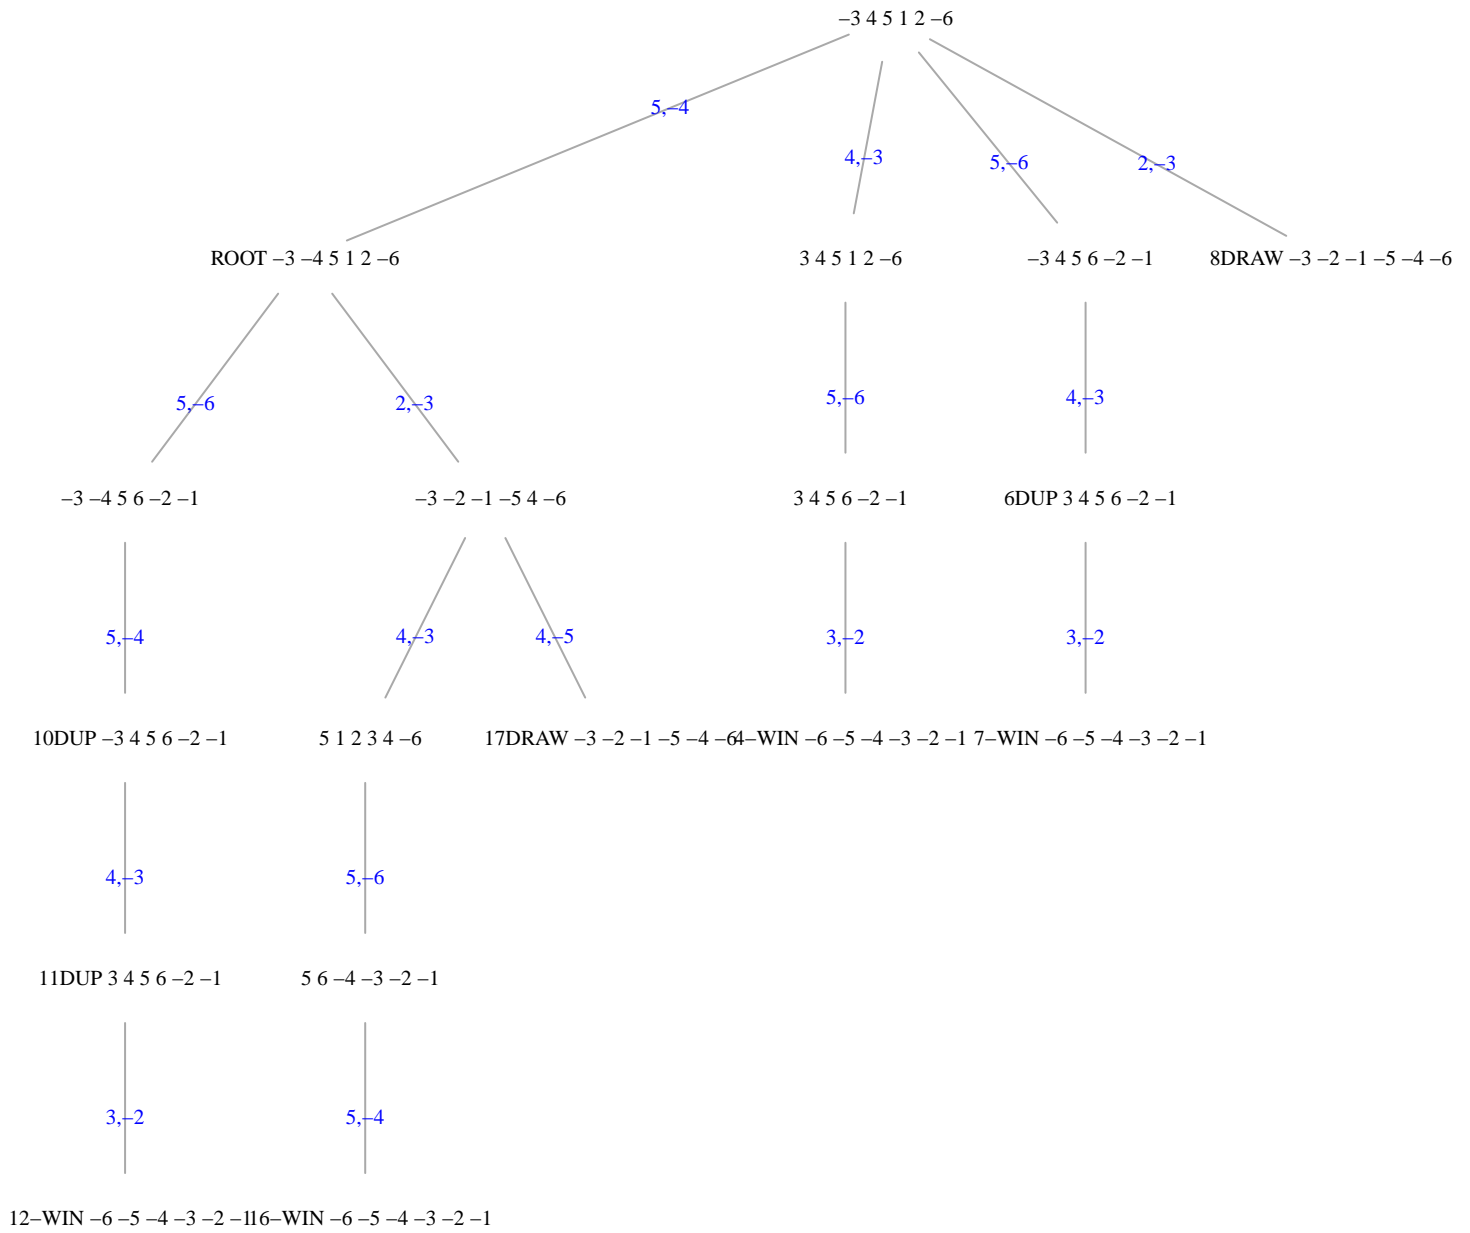 −3 4 5 1 2 −6
5,−4
4,−3
5,−6
2,−3
ROOT −3 −4 5 1 2 −6
3 4 5 1 2 −6
−3 4 5 6 −2 −1
8DRAW −3 −2 −1 −5 −4 −6
5,−6
2,−3
5,−6
4,−3
−3 −4 5 6 −2 −1
−3 −2 −1 −5 4 −6
3 4 5 6 −2 −1
6DUP 3 4 5 6 −2 −1
5,−4
4,−3
4,−5
3,−2
3,−2
10DUP −3 4 5 6 −2 −1
5 1 2 3 4 −6
17DRAW −3 −2 −1 −5 −4 −6
4−WIN −6 −5 −4 −3 −2 −1
7−WIN −6 −5 −4 −3 −2 −1
4,−3
5,−6
11DUP 3 4 5 6 −2 −1
5 6 −4 −3 −2 −1
3,−2
5,−4
12−WIN −6 −5 −4 −3 −2 −1
16−WIN −6 −5 −4 −3 −2 −1